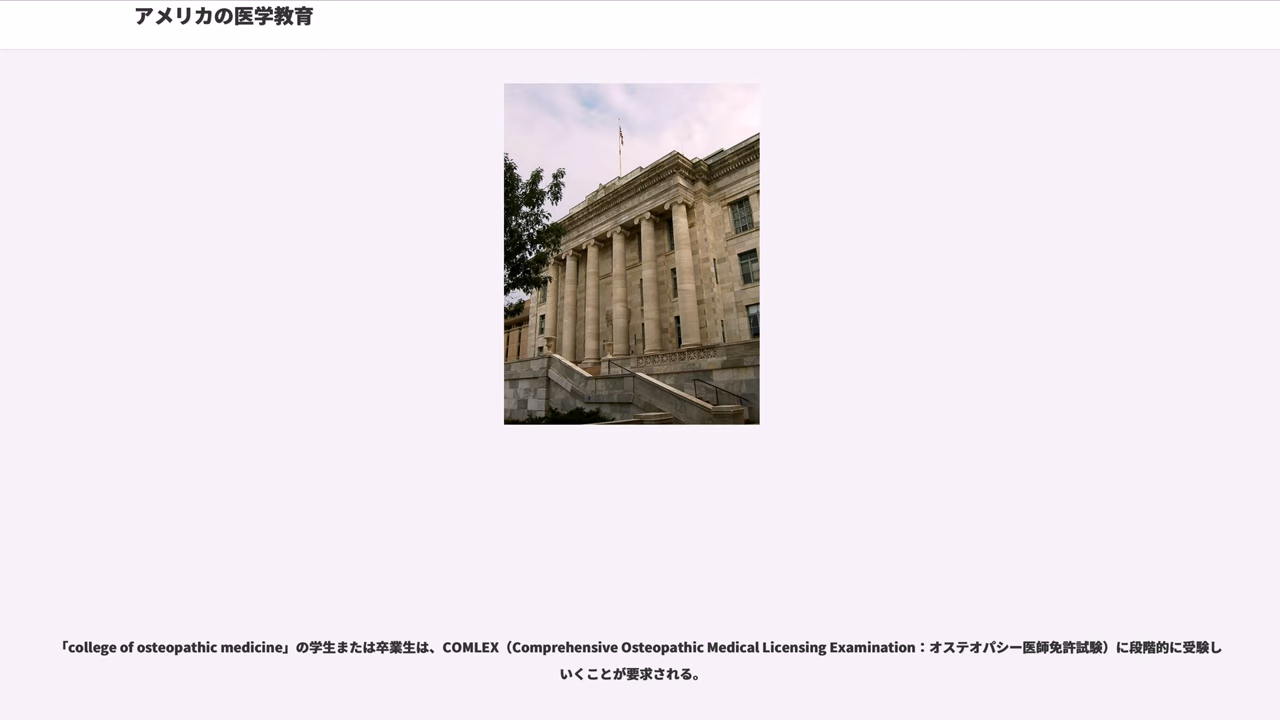 アメリカの医学教育
「college of osteopathic medicine」の学生または卒業生は、COMLEX（Comprehensive Osteopathic Medical Licensing Examination：オステオパシー医師免許試験）に段階的に受験し
いくことが要求される。